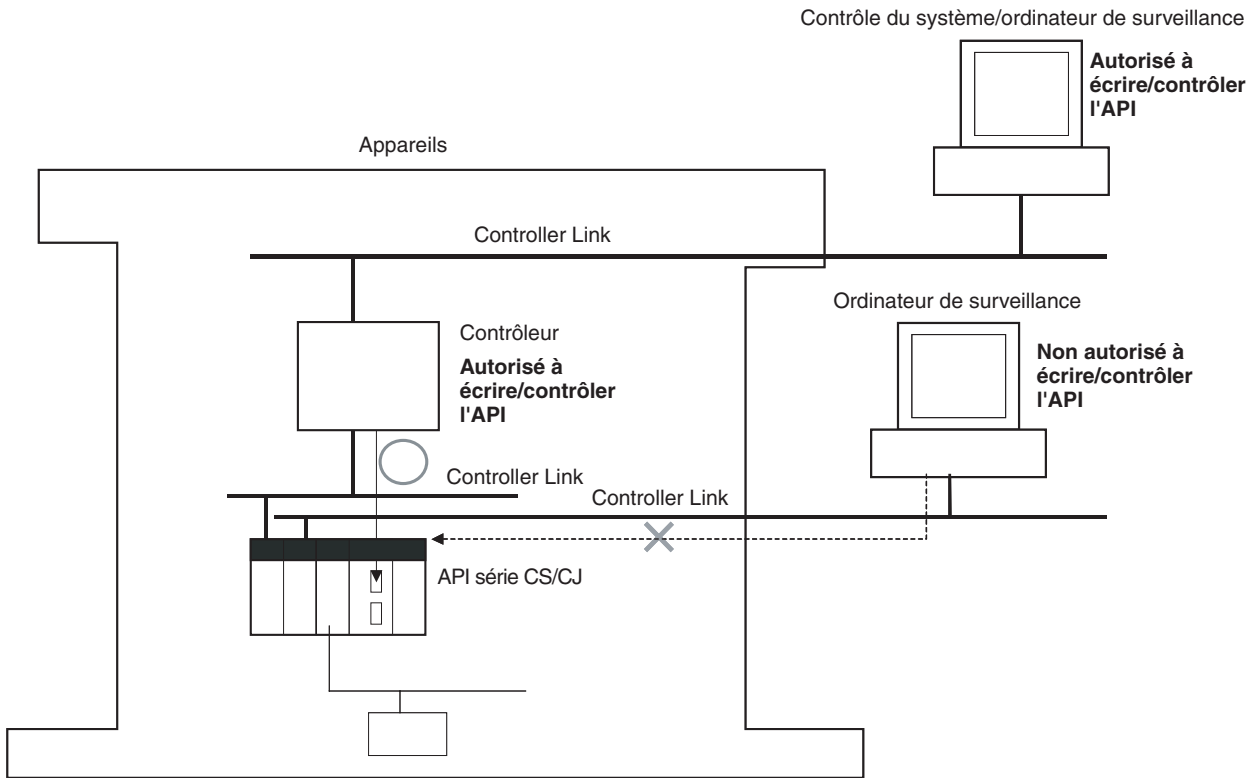 Contrôle du système/ordinateur de surveillance
Autorisé à
écrire/contrôler
l'API
Appareils
Controller Link
Ordinateur de surveillance
Contrôleur
Autorisé à
écrire/contrôler
l'API
Non autorisé à
écrire/contrôler
l'API
Controller Link
Controller Link
API série CS/CJ